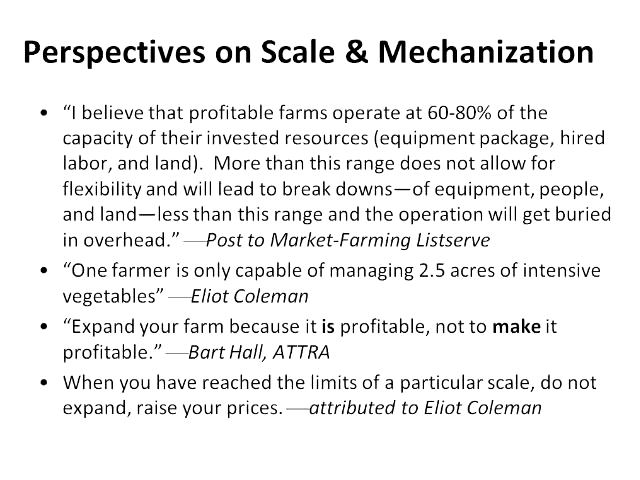 Perspectives on Scale & Mechanization
• “I believe that profitable farms operate at 60-80% of the
capacity of their invested resources (equipment package, hired
labor, and land).  More than this range does not allow for
flexibility and will lead to break downs—of equipment, people,
and land—less than this range and the operation will get buried
in overhead.” —Post to Market-Farming Listserve
• “One farmer is only capable of managing 2.5 acres of intensive
vegetables” —Eliot Coleman
• “Expand your farm because it is profitable, not to make it
profitable.” —Bart Hall, ATTRA
• When you have reached the limits of a particular scale, do not
expand, raise your prices. —attributed to Eliot Coleman